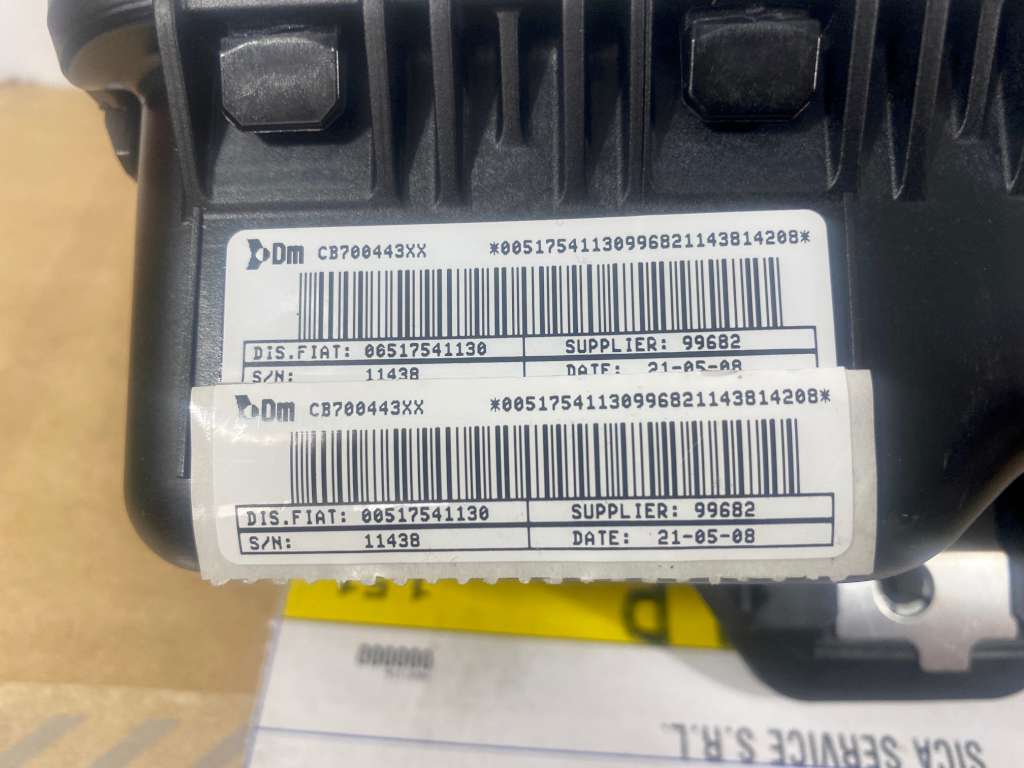 Dm CB700443XX *00517541130996821143814208*
DIS.FIAT: 06517541130 SUPPLIER: 99682
S/N: 11438 DATE: 21-05-08
Dm CB700443XX *00517541130996821143814208*
DIS.FIAT: 00517541130 SUPPLIER: 99682
S/N: 11438 DATE: 21-05-08
SICA SERVICE S.R.L